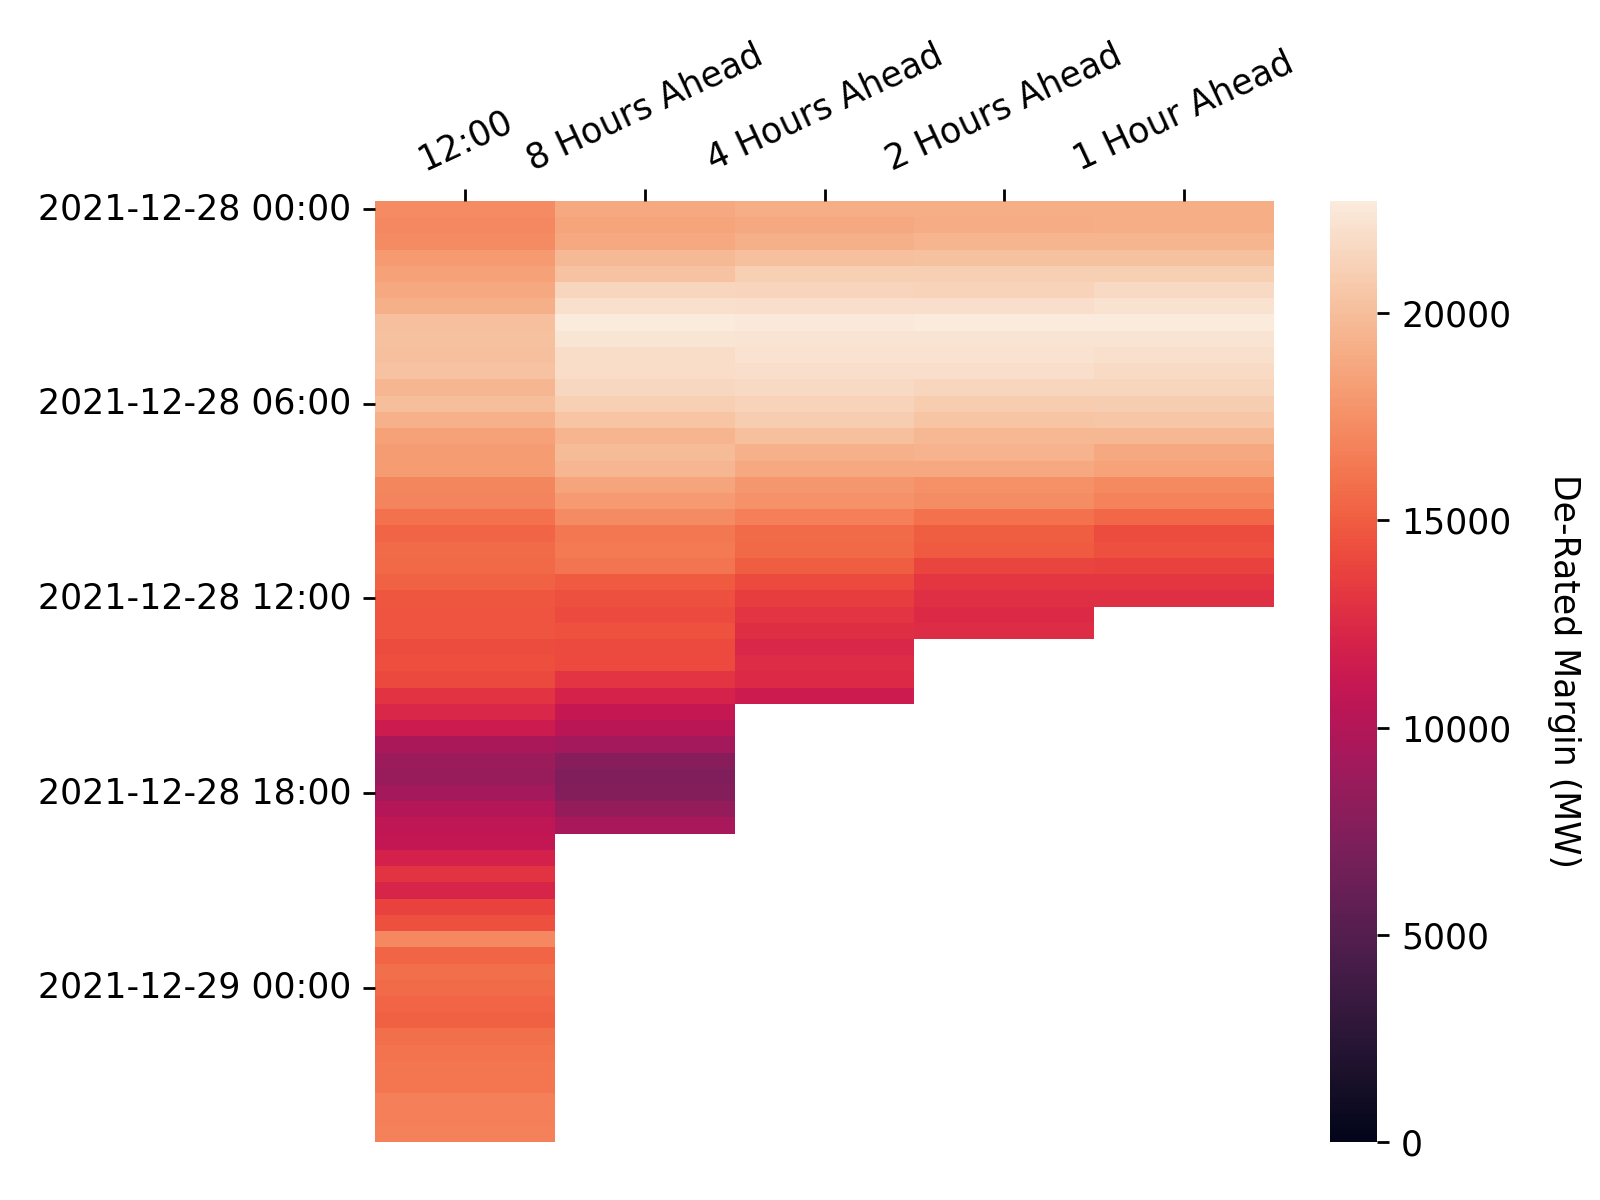 12:00
8 Hours Ahead
4 Hours Ahead
2 Hours Ahead
1 Hour Ahead
2021-12-28 00:00
2021-12-28 06:00
2021-12-28 12:00
2021-12-28 18:00
2021-12-29 00:00
20000
15000
10000
5000
0
De-Rated Margin (MW)